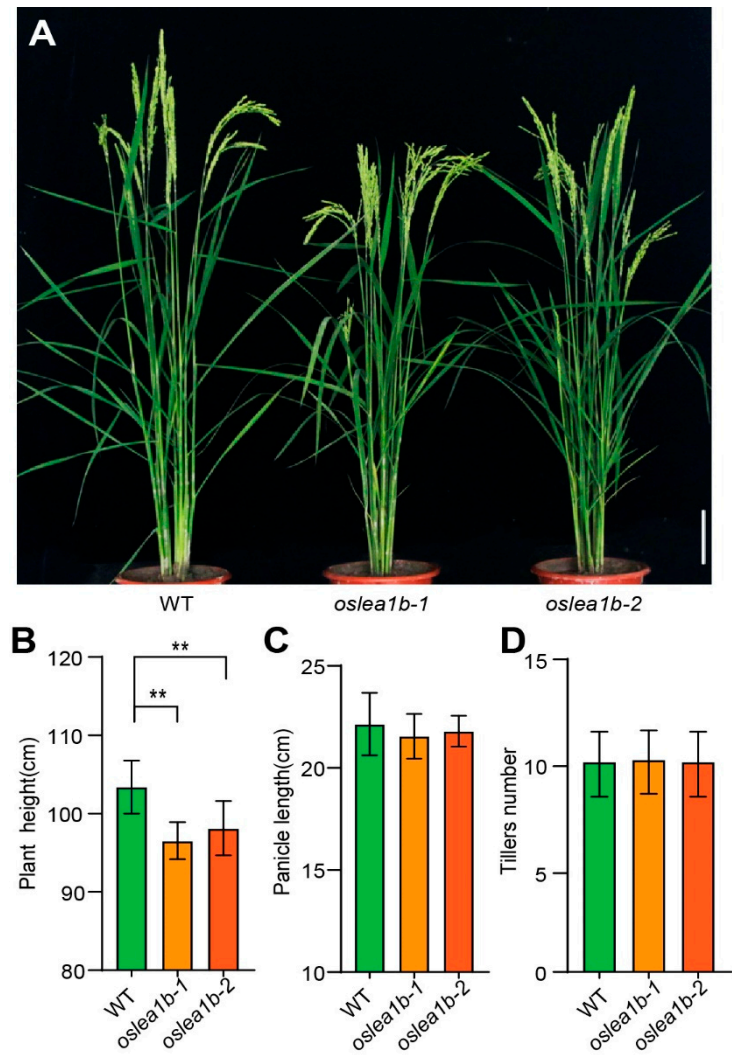 A
WT
oslea1b-1
oslea1b-2
B
Plant height(cm)
120
110
100
90
80
**
**
WT
oslea1b-1
oslea1b-2
C
Panicle length(cm)
25
20
15
10
WT
oslea1b-1
oslea1b-2
D
Tillers number
15
10
5
0
WT
oslea1b-1
oslea1b-2